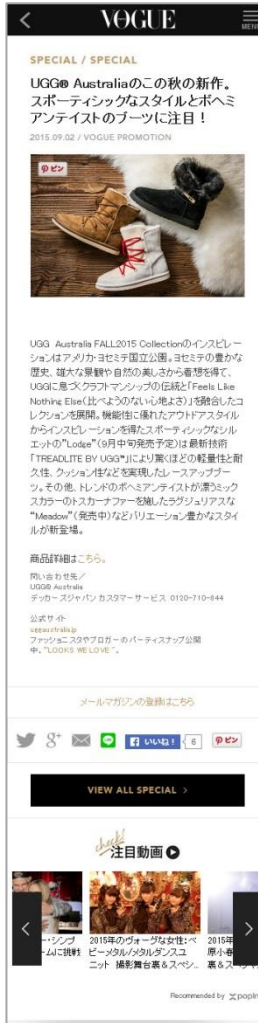 VOGUE
MENU
SPECIAL / SPECIAL
UGG® Australiaのこの秋の新作。
スポーティシックなスタイルとボヘミ
アンテイストのブーツに注目！
2015.09.02 / VOGUE PROMOTION
ピン
UGG Australia FALL2015 Collectionのインスピレー
ションはアメリカ・ヨセミテ国立公園。ヨセミテの豊かな
歴史、雄大な景観や自然の美しさから着想を得て、
UGGに息づくクラフトマンシップの伝統と「Feels Like
Nothing Else（比べようのない心地よさ）」を融合したコ
レクションを展開。機能性に優れたアウトドアスタイル
からインスピレーションを得たスポーティシックなシル
エットの"Lodge"（9月中旬発売予定）は最新技術
「TREADLITE BY UGG™」により驚くほどの軽量性と耐
久性、クッション性などを実現したレースアップブー
ツ。その他、トレンドのボヘミアンテイストが漂うミック
スカラーのトスカーナファーを施したラグジュリアスな
"Meadow"（発売中）などバリエーション豊かなスタイ
ルが新登場。
商品詳細はこちら。
問い合わせ先／
UGG® Australia
デッカーズジャパン カスタマーサービス 0120-710-844
公式サイト
uggaustralia.jp
ファッショニスタやブロガーのパーティスナップ公開
中。"LOOKS WE LOVE"。
メールマガジンの登録はこちら
いいね！ 6
ピン
VIEW ALL SPECIAL >
check!
注目動画
ー・シンプ
ームに挑戦
2015年のヴォーグな女性：ベ
ビーメタル/メタルダンスユ
ニット 撮影舞台裏＆スペシ...
2015年
原小春
裏＆ス
Recommended by popIn